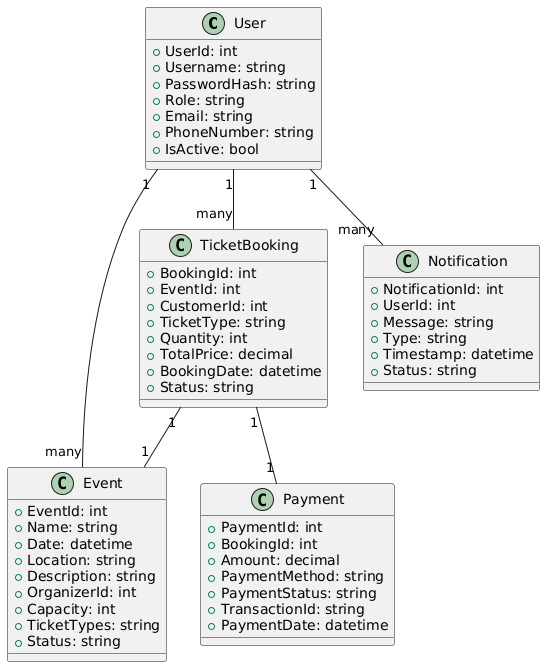 C User
UserId: int
Username: string
PasswordHash: string
Role: string
Email: string
PhoneNumber: string
IsActive: bool
1
1
1
many
many
C TicketBooking
BookingId: int
EventId: int
CustomerId: int
TicketType: string
Quantity: int
TotalPrice: decimal
BookingDate: datetime
Status: string
C Notification
NotificationId: int
UserId: int
Message: string
Type: string
Timestamp: datetime
Status: string
1
1
many
1
1
C Event
EventId: int
Name: string
Date: datetime
Location: string
Description: string
OrganizerId: int
Capacity: int
TicketTypes: string
Status: string
C Payment
PaymentId: int
BookingId: int
Amount: decimal
PaymentMethod: string
PaymentStatus: string
TransactionId: string
PaymentDate: datetime